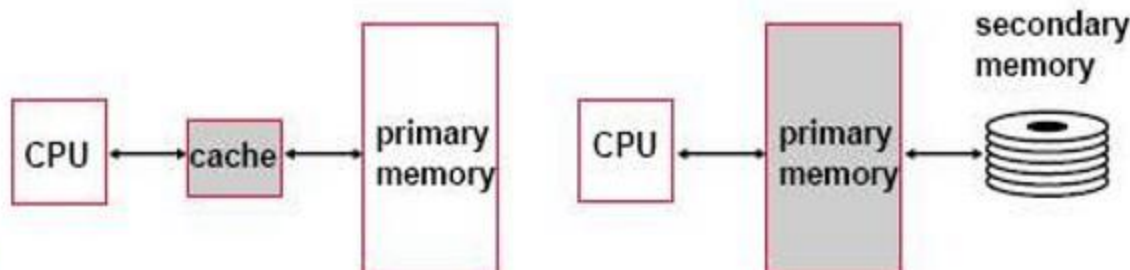 CPU
cache
primary
memory
CPU
primary
memory
secondary
memory